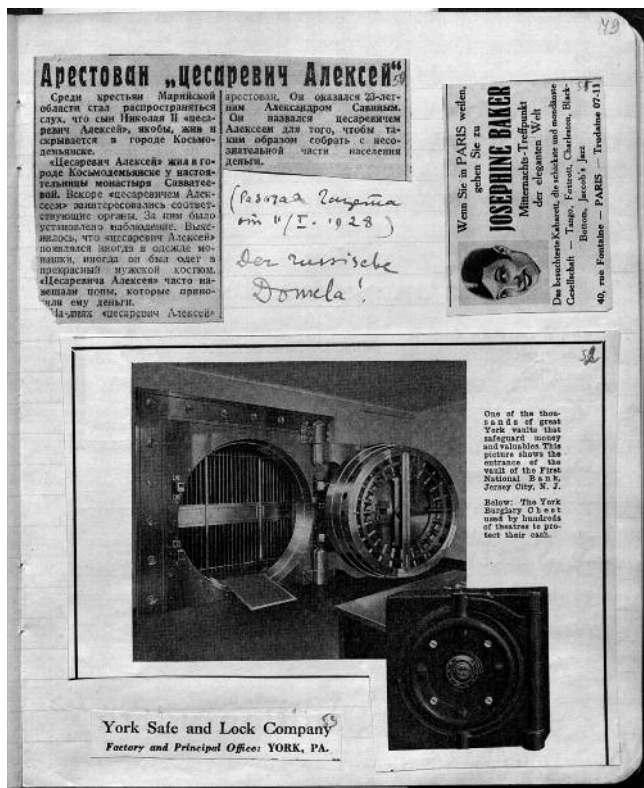 79
Арестован „цесаревич Алексей“
50
Среди крестьян Марийской
области стал распространяться
слух, что сын Николая II «цеса-
ревич Алексей», якобы, жив и
скрывается в городе Космо-
демьянске.
«Цесаревич Алексей» жил в го-
роде Козьмодемьянске у настоя-
тельницы монастыря Савватее-
вой. Вскоре «цесаревичем Алек-
сеем» заинтересовались соответ-
ствующие органы. За ним было
установлено наблюдение. Выяс-
нилось, что «цесаревич Алексей»
появлялся иногда в одежде мо-
нашки, иногда он был одет в
прекрасный мужской костюм.
«Цесаревича Алексея» часто на-
вещали попы, которые прино-
сили ему деньги.
На-днях «цесаревич Алексей»
арестован. Он оказался 23-лет-
ним Александром Савиным.
Он назвался цесаревичем
Алексеем для того, чтобы та-
ким образом собрать с несо-
знательной части населения
деньги.
(Рабочая Газета
от 11/I. 1928)
Der russische
Domela!
51
Wenn Sie in PARIS weilen,
gehen Sie zu
JOSEPHINE BAKER
Mitternachts-Treffpunkt
der eleganten Welt
Das besuchteste Kabarett, die schickste und mondänste
Gesellschaft — Tango, Foxtrott, Charleston, Black-
Bottom, Jaccob's Jazz
40, rue Fontaine — PARIS — Trudaine 07-11
52
One of the thou-
sands of great
York vaults that
safeguard money
and valuables. This
picture shows the
entrance of the
vault of the First
National Bank,
Jersey City, N. J.
Below: The York
Burglary Chest
used by hundreds
of theatres to pro-
tect their cash.
53
York Safe and Lock Company
Factory and Principal Office: YORK, PA.